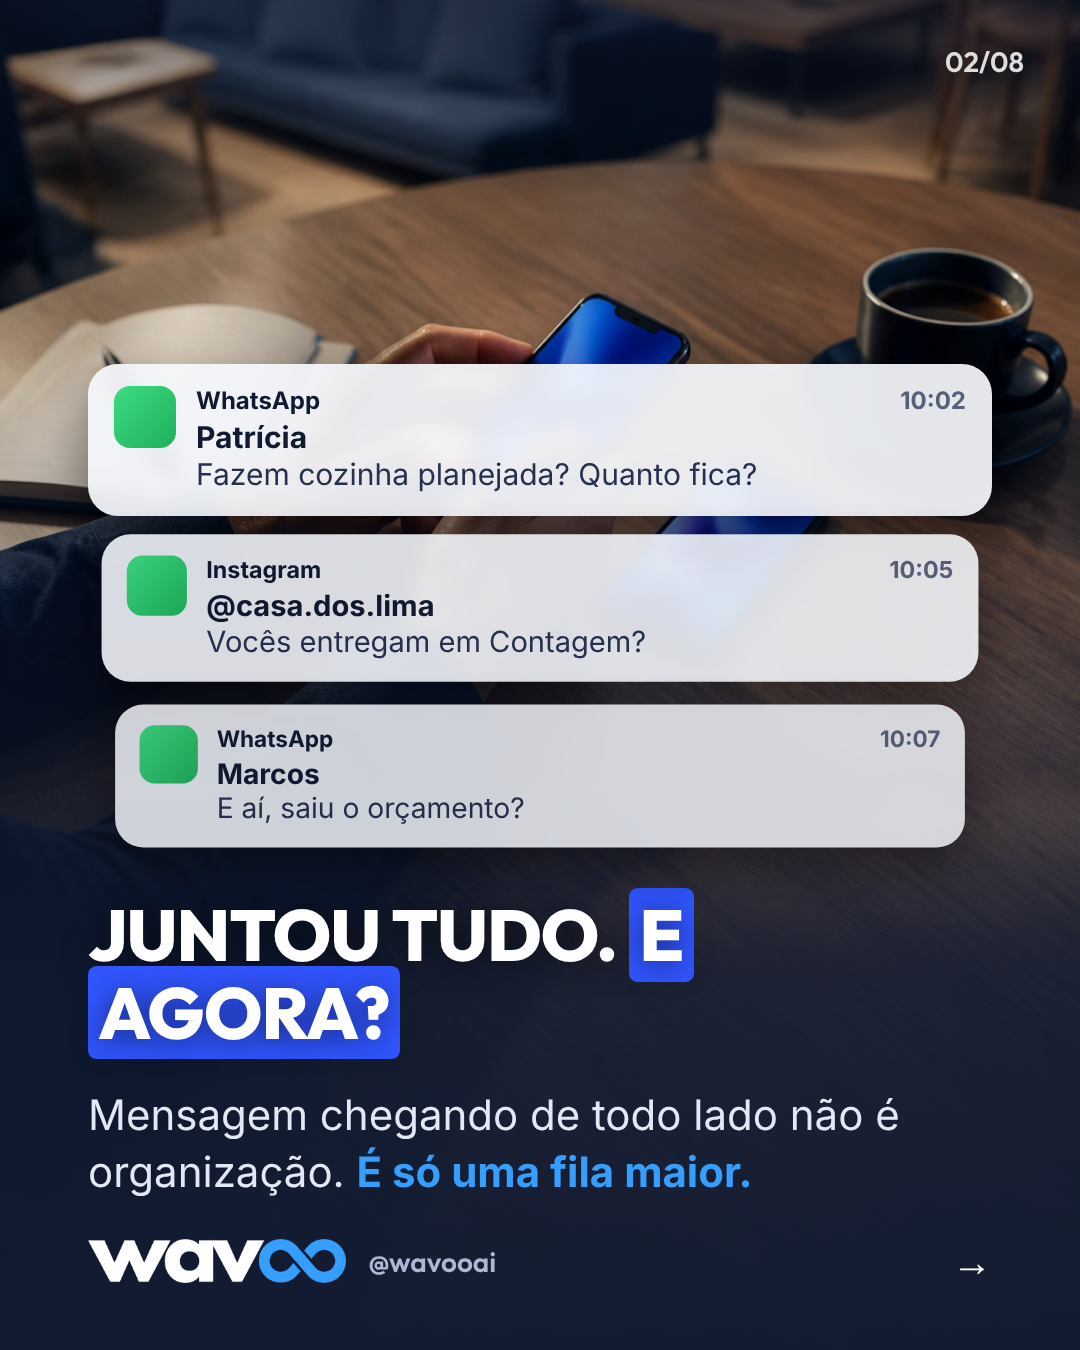 02/08
WhatsApp 10:02
Patrícia
Fazem cozinha planejada? Quanto fica?
Instagram 10:05
@casa.dos.lima
Vocês entregam em Contagem?
WhatsApp 10:07
Marcos
E aí, saiu o orçamento?
JUNTOU TUDO. E
AGORA?
Mensagem chegando de todo lado não é
organização. É só uma fila maior.
wavoo @wavooai →